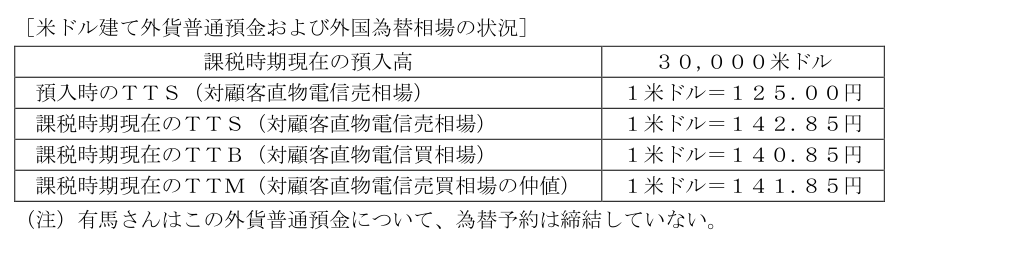 ［米ドル建て外貨普通預金および外国為替相場の状況］
課税時期現在の預入高 ３０,０００米ドル
預入時のＴＴＳ（対顧客直物電信売相場） １米ドル＝１２５.００円
課税時期現在のＴＴＳ（対顧客直物電信売相場） １米ドル＝１４２.８５円
課税時期現在のＴＴＢ（対顧客直物電信買相場） １米ドル＝１４０.８５円
課税時期現在のＴＴＭ（対顧客直物電信売買相場の仲値） １米ドル＝１４１.８５円
（注）有馬さんはこの外貨普通預金について、為替予約は締結していない。